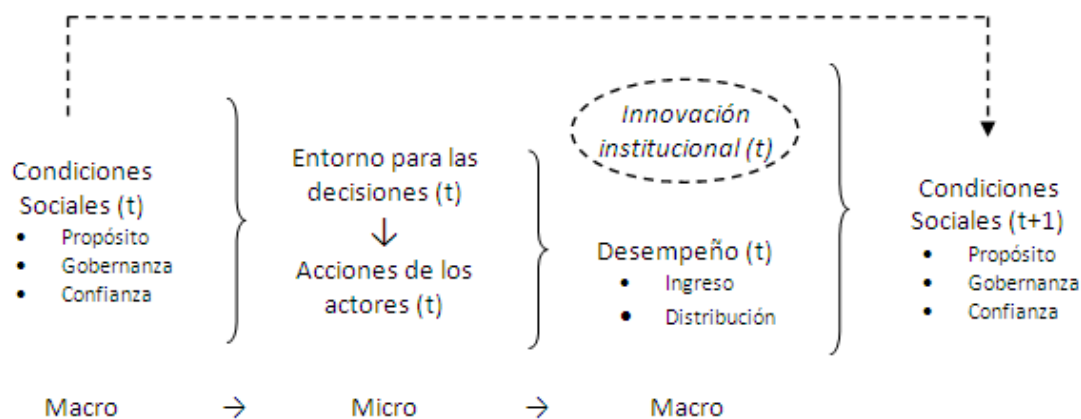 Condiciones
Sociales (t)
• Propósito
• Gobernanza
• Confianza
Entorno para las
decisiones (t)
↓
Acciones de los
actores (t)
Innovación
institucional (t)
Desempeño (t)
• Ingreso
• Distribución
Condiciones
Sociales (t+1)
• Propósito
• Gobernanza
• Confianza
Macro → Micro → Macro